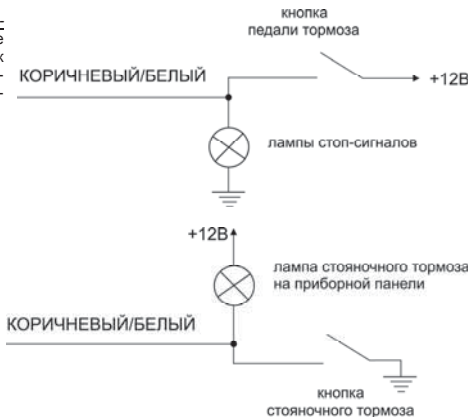 кнопка
педали тормоза
КОРИЧНЕВЫЙ/БЕЛЫЙ
+12В
лампы стоп-сигналов
+12В
лампа стояночного тормоза
на приборной панели
КОРИЧНЕВЫЙ/БЕЛЫЙ
кнопка
стояночного тормоза